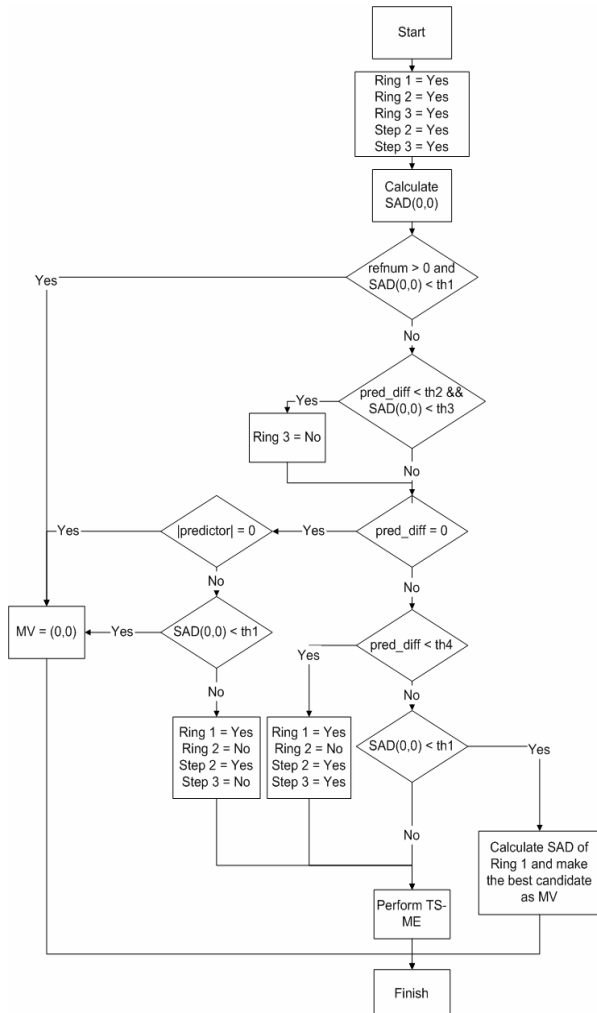 Start
Ring 1 = Yes
Ring 2 = Yes
Ring 3 = Yes
Step 2 = Yes
Step 3 = Yes
Calculate
SAD(0,0)
refnum > 0 and
SAD(0,0) < th1
Yes
No
pred_diff < th2 &&
SAD(0,0) < th3
Yes
Ring 3 = No
No
pred_diff = 0
Yes
|predictor| = 0
Yes
No
No
MV = (0,0)
Yes
SAD(0,0) < th1
pred_diff < th4
Yes
No
No
Ring 1 = Yes
Ring 2 = No
Step 2 = Yes
Step 3 = No
Ring 1 = Yes
Ring 2 = No
Step 2 = Yes
Step 3 = Yes
SAD(0,0) < th1
Yes
No
Calculate SAD of
Ring 1 and make
the best candidate
as MV
Perform TS-
ME
Finish